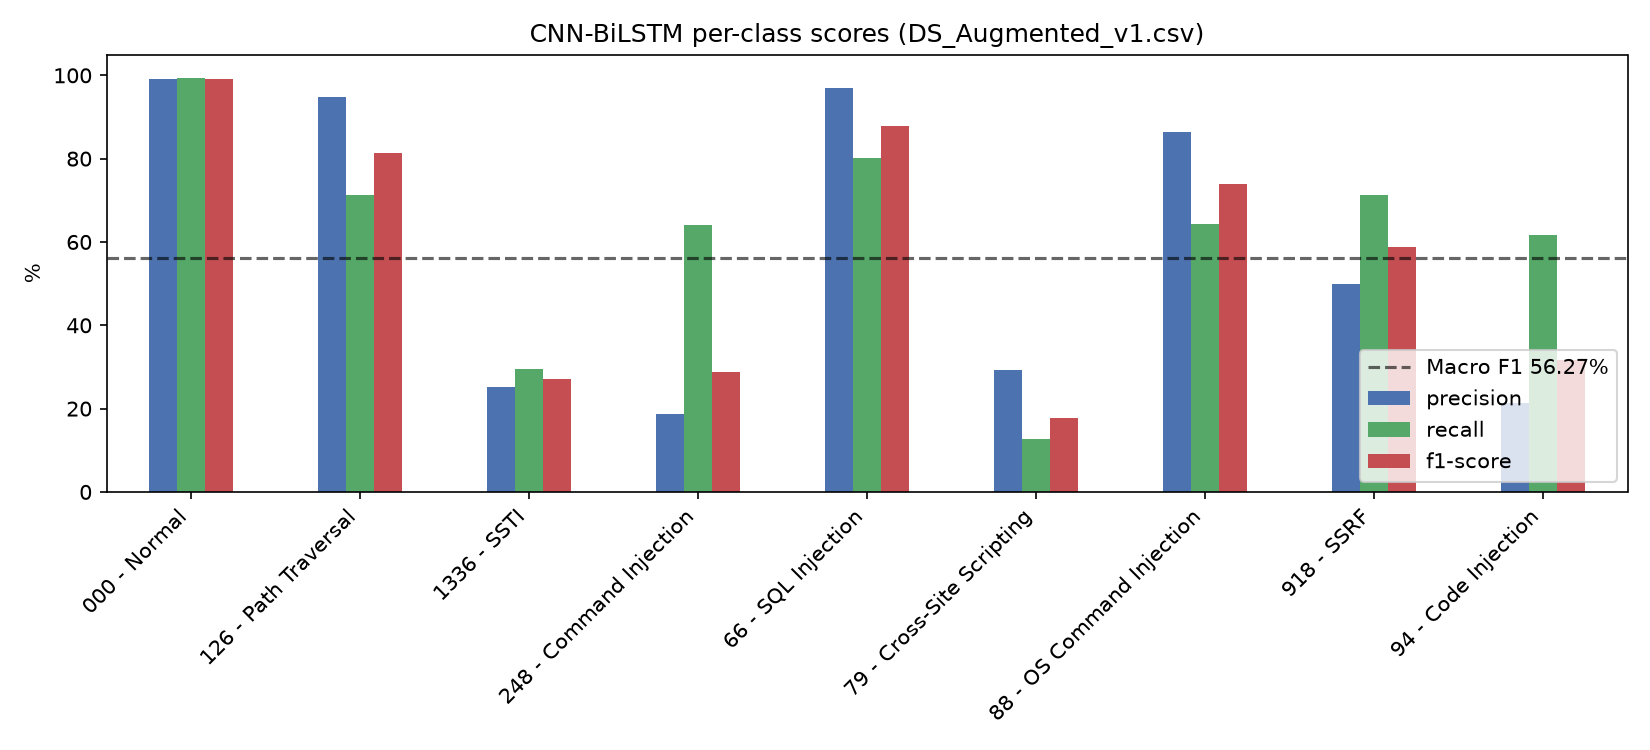 CNN-BiLSTM per-class scores (DS_Augmented_v1.csv)
%
100
80
60
40
20
0
Macro F1 56.27%
precision
recall
f1-score
000 - Normal
126 - Path Traversal
1336 - SSTI
248 - Command Injection
66 - SQL Injection
79 - Cross-Site Scripting
88 - OS Command Injection
918 - SSRF
94 - Code Injection